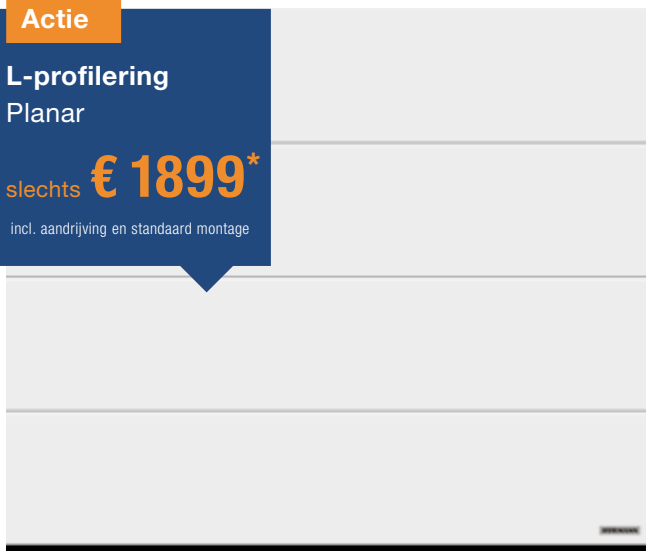 Actie
L-profilering
Planar
slechts € 1899*
incl. aandrijving en standaard montage